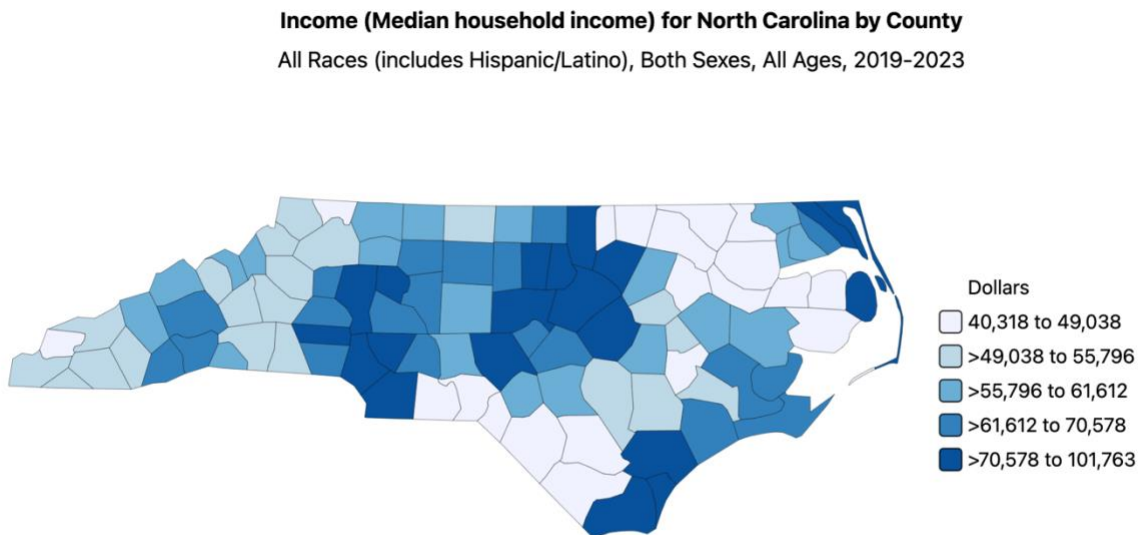 Income (Median household income) for North Carolina by County
All Races (includes Hispanic/Latino), Both Sexes, All Ages, 2019-2023
Dollars
40,318 to 49,038
>49,038 to 55,796
>55,796 to 61,612
>61,612 to 70,578
>70,578 to 101,763